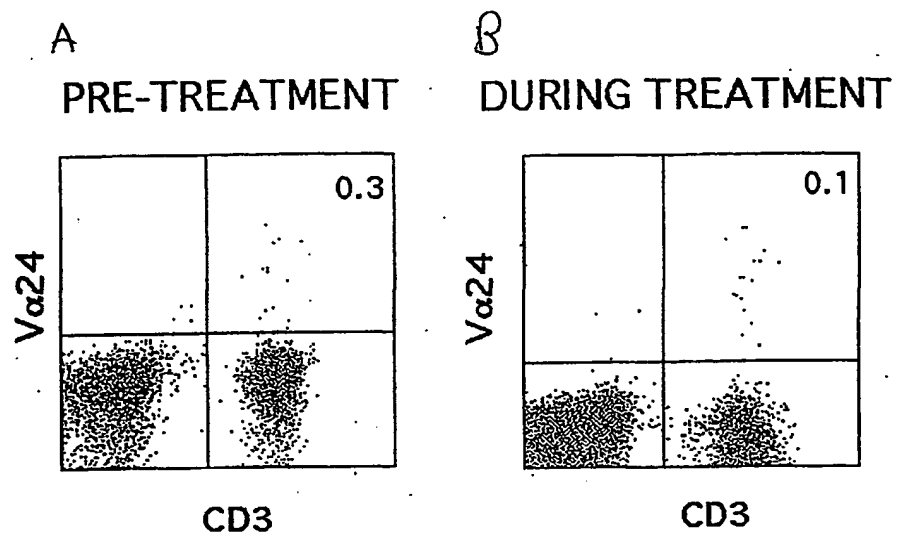 A
PRE-TREATMENT
0.3
Vα24
CD3
B
DURING TREATMENT
0.1
Vα24
CD3